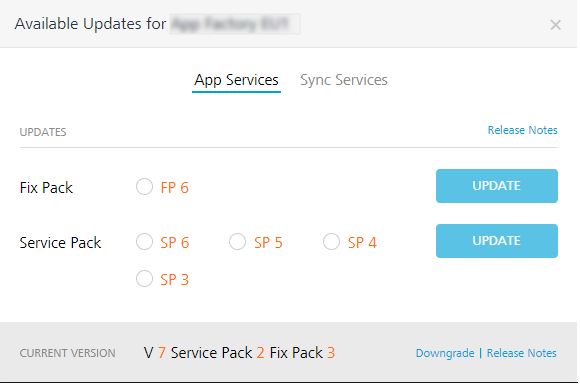 Available Updates for
App Services Sync Services
UPDATES Release Notes
Fix Pack FP 6 UPDATE
Service Pack SP 6 SP 5 SP 4 UPDATE
SP 3
CURRENT VERSION V 7 Service Pack 2 Fix Pack 3 Downgrade | Release Notes